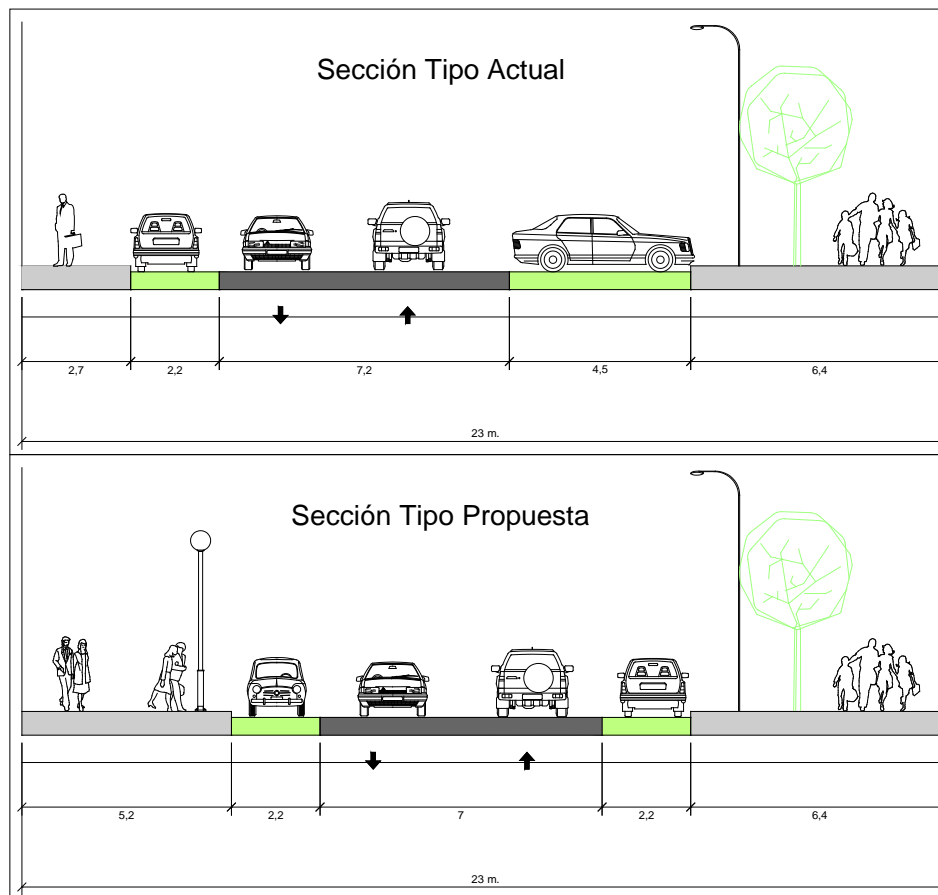 Sección Tipo Actual
2,7 2,2 7,2 4,5 6,4
23 m.
Sección Tipo Propuesta
5,2 2,2 7 2,2 6,4
23 m.